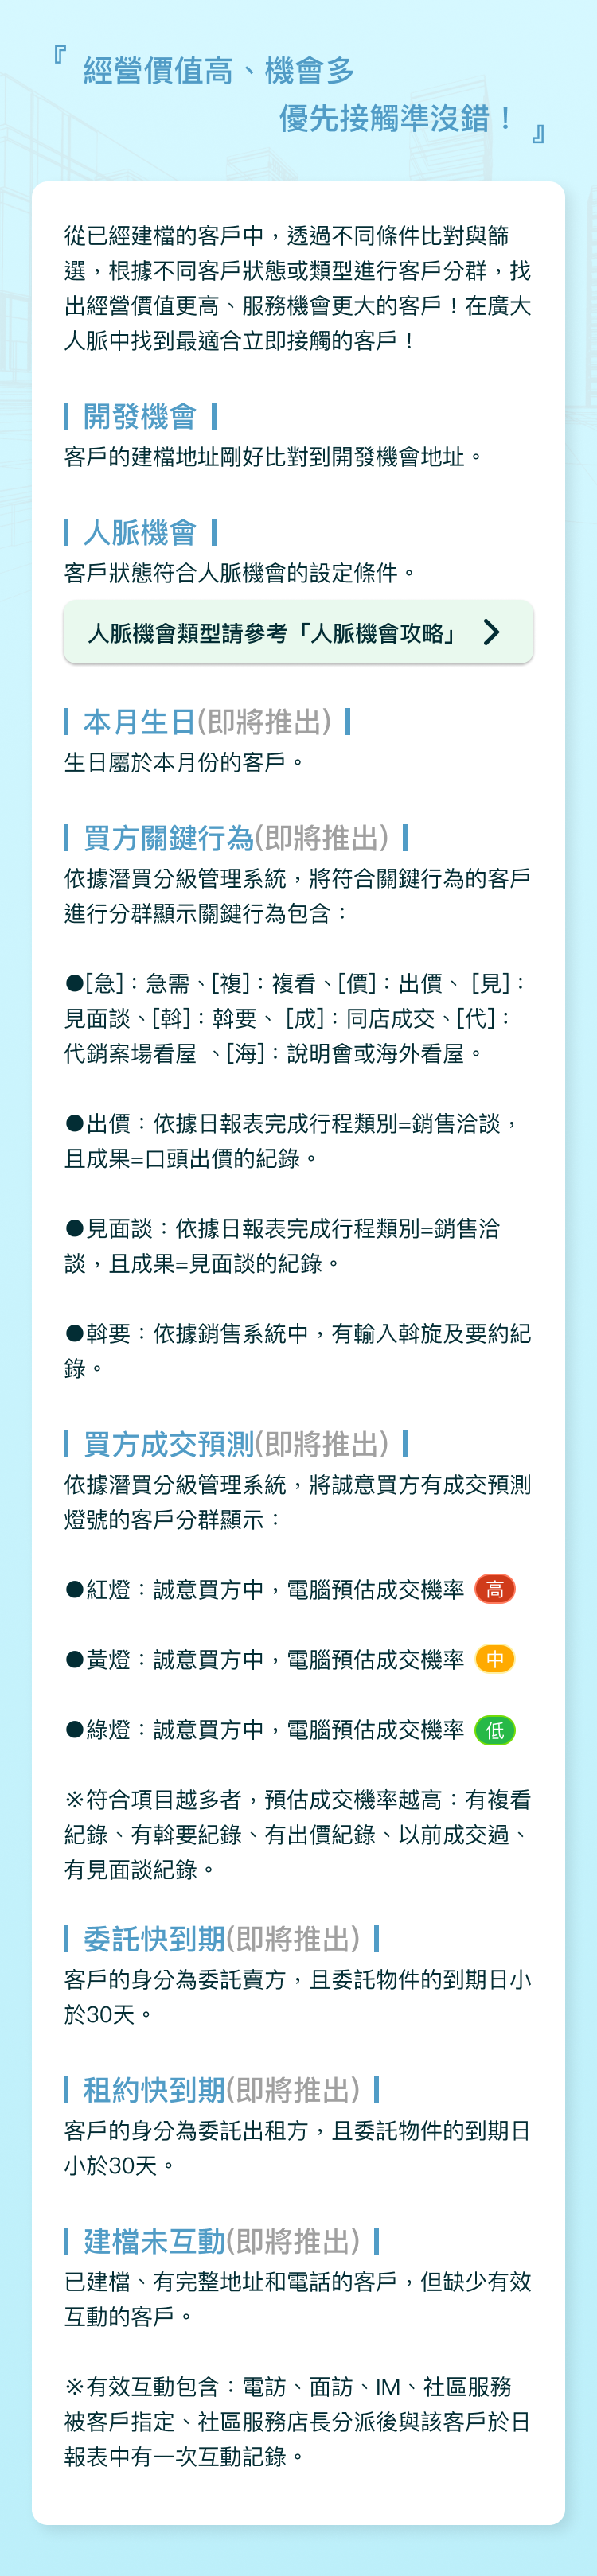 『 經營價值高、機會多
優先接觸準沒錯！ 』
從已經建檔的客戶中，透過不同條件比對與篩
選，根據不同客戶狀態或類型進行客戶分群，找
出經營價值更高、服務機會更大的客戶！在廣大
人脈中找到最適合立即接觸的客戶！
開發機會
客戶的建檔地址剛好比對到開發機會地址。
人脈機會
客戶狀態符合人脈機會的設定條件。
人脈機會類型請參考「人脈機會攻略」
本月生日(即將推出)
生日屬於本月份的客戶。
買方關鍵行為(即將推出)
依據潛買分級管理系統，將符合關鍵行為的客戶
進行分群顯示關鍵行為包含：
●[急]：急需、[複]：複看、[價]：出價、 [見]：
見面談、[斡]：斡要、 [成]：同店成交、[代]：
代銷案場看屋 、[海]：說明會或海外看屋。
●出價：依據日報表完成行程類別=銷售洽談，
且成果=口頭出價的紀錄。
●見面談：依據日報表完成行程類別=銷售洽
談，且成果=見面談的紀錄。
●斡要：依據銷售系統中，有輸入斡旋及要約紀
錄。
買方成交預測(即將推出)
依據潛買分級管理系統，將誠意買方有成交預測
燈號的客戶分群顯示：
●紅燈：誠意買方中，電腦預估成交機率 高
●黃燈：誠意買方中，電腦預估成交機率 中
●綠燈：誠意買方中，電腦預估成交機率 低
※符合項目越多者，預估成交機率越高：有複看
紀錄、有斡要紀錄、有出價紀錄、以前成交過、
有見面談紀錄。
委託快到期(即將推出)
客戶的身分為委託賣方，且委託物件的到期日小
於30天。
租約快到期(即將推出)
客戶的身分為委託出租方，且委託物件的到期日
小於30天。
建檔未互動(即將推出)
已建檔、有完整地址和電話的客戶，但缺少有效
互動的客戶。
※有效互動包含：電訪、面訪、IM、社區服務
被客戶指定、社區服務店長分派後與該客戶於日
報表中有一次互動記錄。